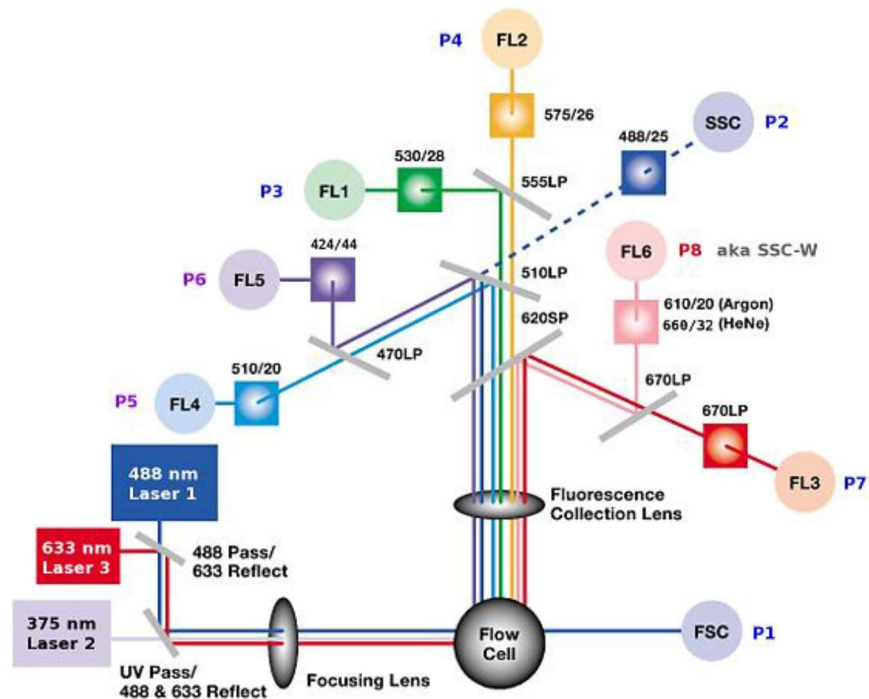 P4
FL2
575/26
488/25
SSC
P2
530/28
P3
FL1
555LP
424/44
P6
FL5
510LP
FL6
P8 aka SSC-W
620SP
610/20 (Argon)
660/32 (HeNe)
470LP
510/20
P5
FL4
670LP
670LP
488 nm
Laser 1
Fluorescence
Collection Lens
FL3
P7
633 nm
Laser 3
488 Pass/
633 Reflect
375 nm
Laser 2
Flow
Cell
FSC
P1
UV Pass/
488 & 633 Reflect
Focusing Lens